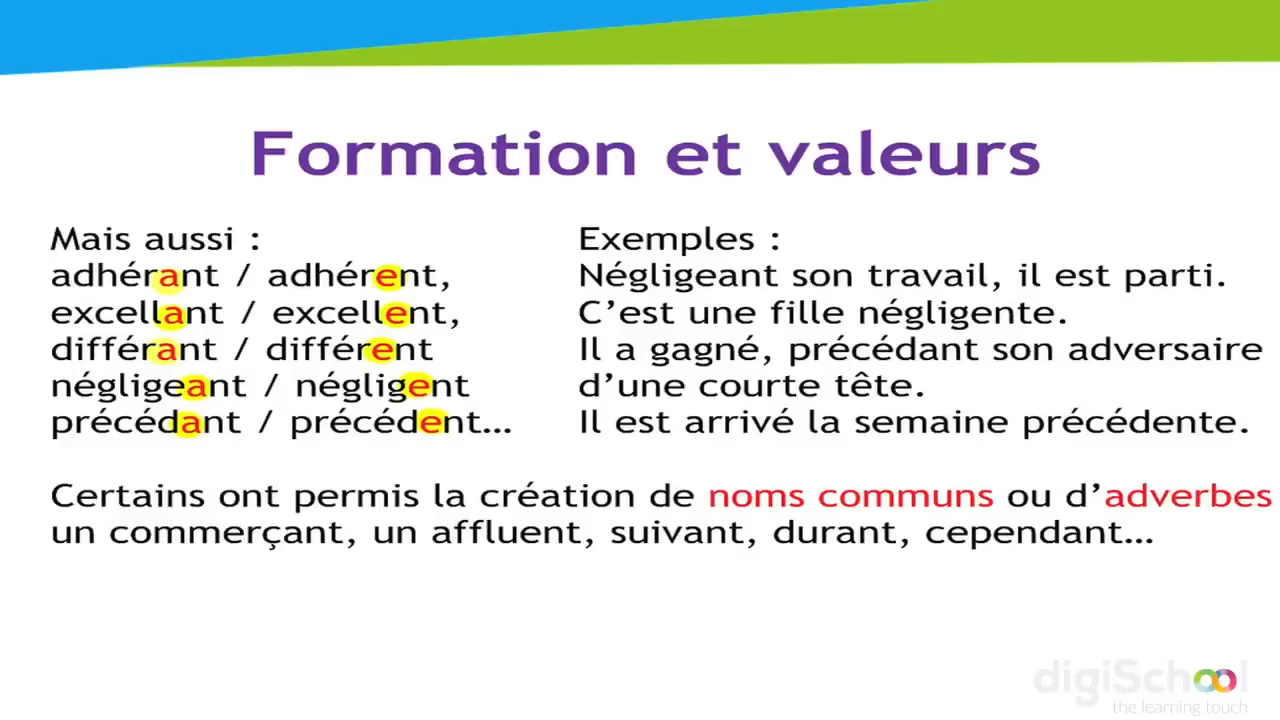 Formation et valeurs
Mais aussi :
adhérant / adhérent,
excellant / excellent,
différant / différent
négligeant / négligent
précédant / précédent...
Exemples :
Négligeant son travail, il est parti.
C’est une fille négligente.
Il a gagné, précédant son adversaire
d’une courte tête.
Il est arrivé la semaine précédente.
Certains ont permis la création de noms communs ou d’adverbes
un commerçant, un affluent, suivant, durant, cependant...
digiSchool
the learning touch